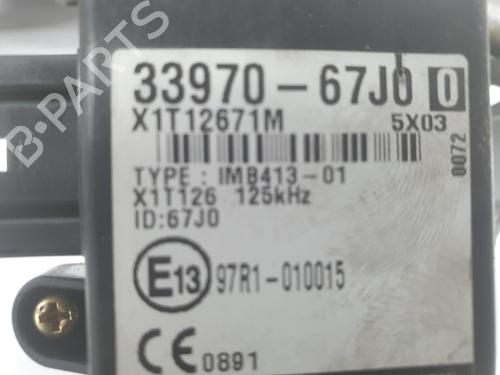 33970-67J0 0
X1T12671M 5X03
0072
TYPE : IMB413-01
X1T126 125kHz
ID:67J0
E13 97R1-010015
CE 0891
B-PARTS